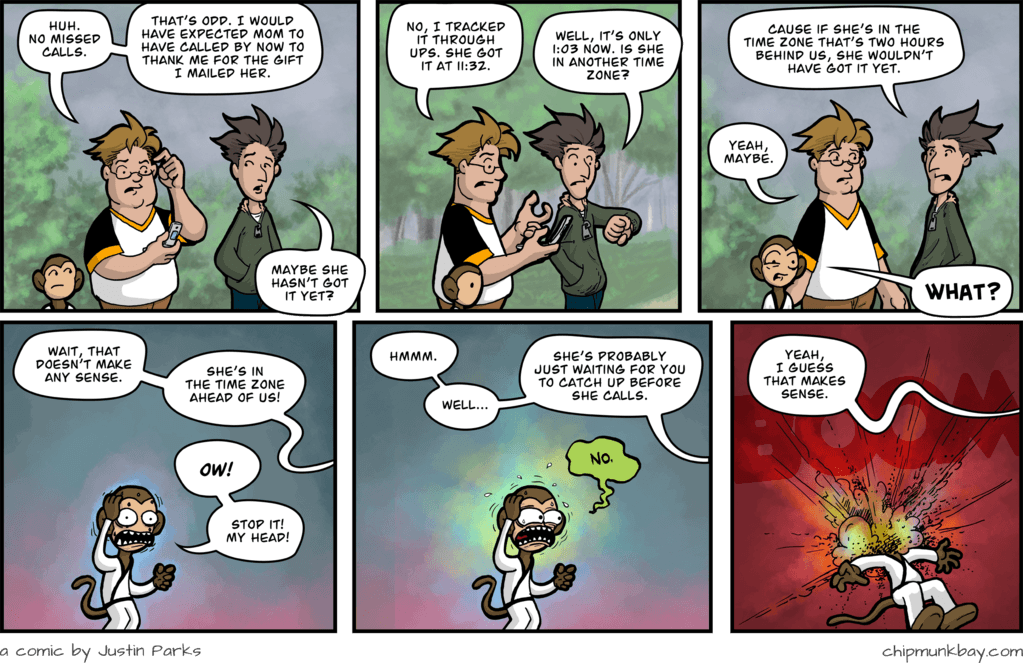 HUH.
NO MISSED
CALLS.
THAT'S ODD. I WOULD
HAVE EXPECTED MOM TO
HAVE CALLED BY NOW TO
THANK ME FOR THE GIFT
I MAILED HER.
MAYBE SHE
HASN'T GOT
IT YET?
NO, I TRACKED
IT THROUGH
UPS. SHE GOT
IT AT 11:32.
WELL, IT'S ONLY
1:03 NOW. IS SHE
IN ANOTHER TIME
ZONE?
CAUSE IF SHE'S IN THE
TIME ZONE THAT'S TWO HOURS
BEHIND US, SHE WOULDN'T
HAVE GOT IT YET.
YEAH,
MAYBE.
WHAT?
WAIT, THAT
DOESN'T MAKE
ANY SENSE.
SHE'S IN
THE TIME ZONE
AHEAD OF US!
OW!
STOP IT!
MY HEAD!
HMMM.
WELL...
SHE'S PROBABLY
JUST WAITING FOR YOU
TO CATCH UP BEFORE
SHE CALLS.
NO.
YEAH,
I GUESS
THAT MAKES
SENSE.
BOOM
a comic by Justin Parks
chipmunkbay.com